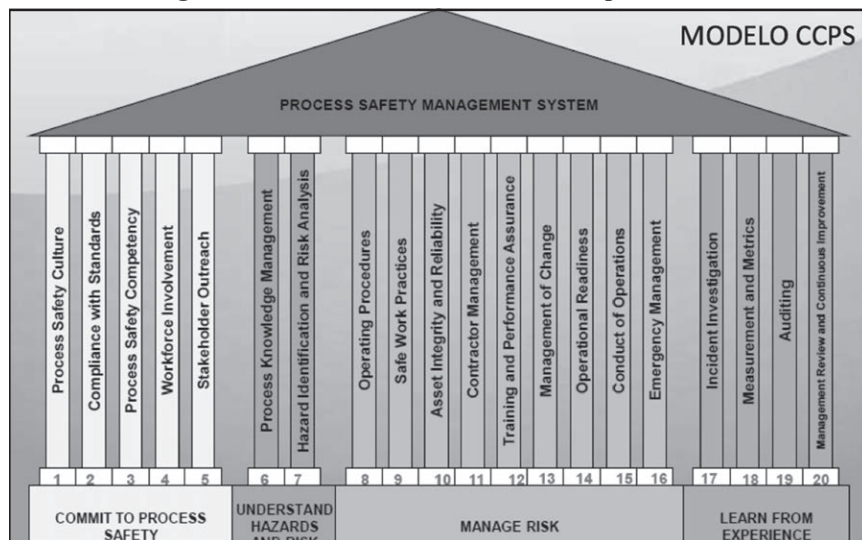 MODELO CCPS
PROCESS SAFETY MANAGEMENT SYSTEM
Process Safety Culture
Compliance with Standards
Process Safety Competency
Workforce Involvement
Stakeholder Outreach
Process Knowledge Management
Hazard Identification and Risk Analysis
Operating Procedures
Safe Work Practices
Asset Integrity and Reliability
Contractor Management
Training and Performance Assurance
Management of Change
Operational Readiness
Conduct of Operations
Emergency Management
Incident Investigation
Measurement and Metrics
Auditing
Management Review and Continuous Improvement
1 2 3 4 5 6 7 8 9 10 11 12 13 14 15 16 17 18 19 20
COMMIT TO PROCESS
SAFETY
UNDERSTAND
HAZARDS
AND RISK
MANAGE RISK
LEARN FROM
EXPERIENCE